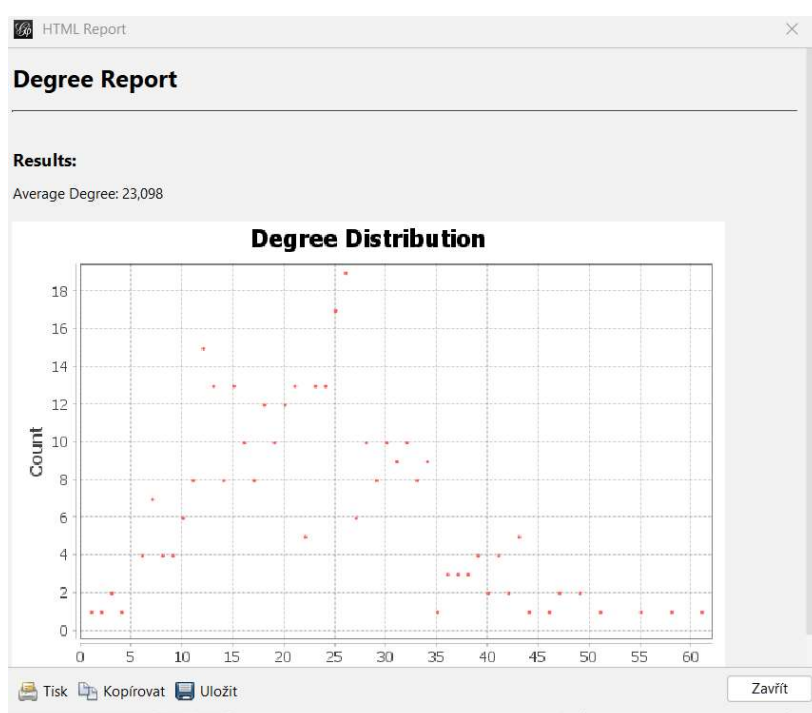 HTML Report
Degree Report
Results:
Average Degree: 23,098
Degree Distribution
18
16
14
12
10
8
6
4
2
0
Count
0 5 10 15 20 25 30 35 40 45 50 55 60
Tisk Kopírovat Uložit Zavřít